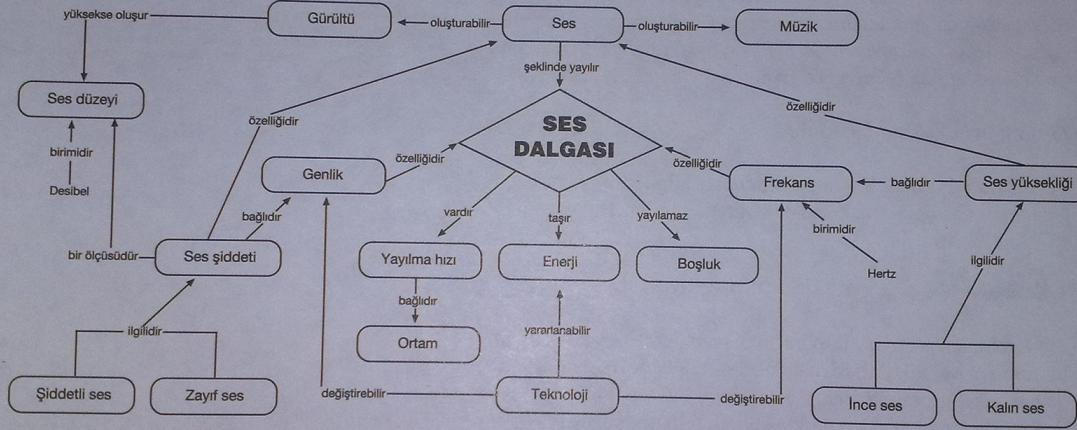 yüksekse oluşur
Gürültü
oluşturabilir
Ses
oluşturabilir
Müzik
şeklinde yayılır
Ses düzeyi
özelliğidir
SES
DALGASI
özelliğidir
birimidir
Desibel
Genlik
özelliğidir
özelliğidir
Frekans
bağlıdır
Ses yüksekliği
bağlıdır
vardır
taşır
yayılamaz
birimidir
bir ölçüsüdür
Ses şiddeti
Yayılma hızı
Enerji
Boşluk
Hertz
ilgilidir
bağlıdır
ilgilidir
Ortam
yararlanabilir
Şiddetli ses
Zayıf ses
değiştirebilir
Teknoloji
değiştirebilir
İnce ses
Kalın ses